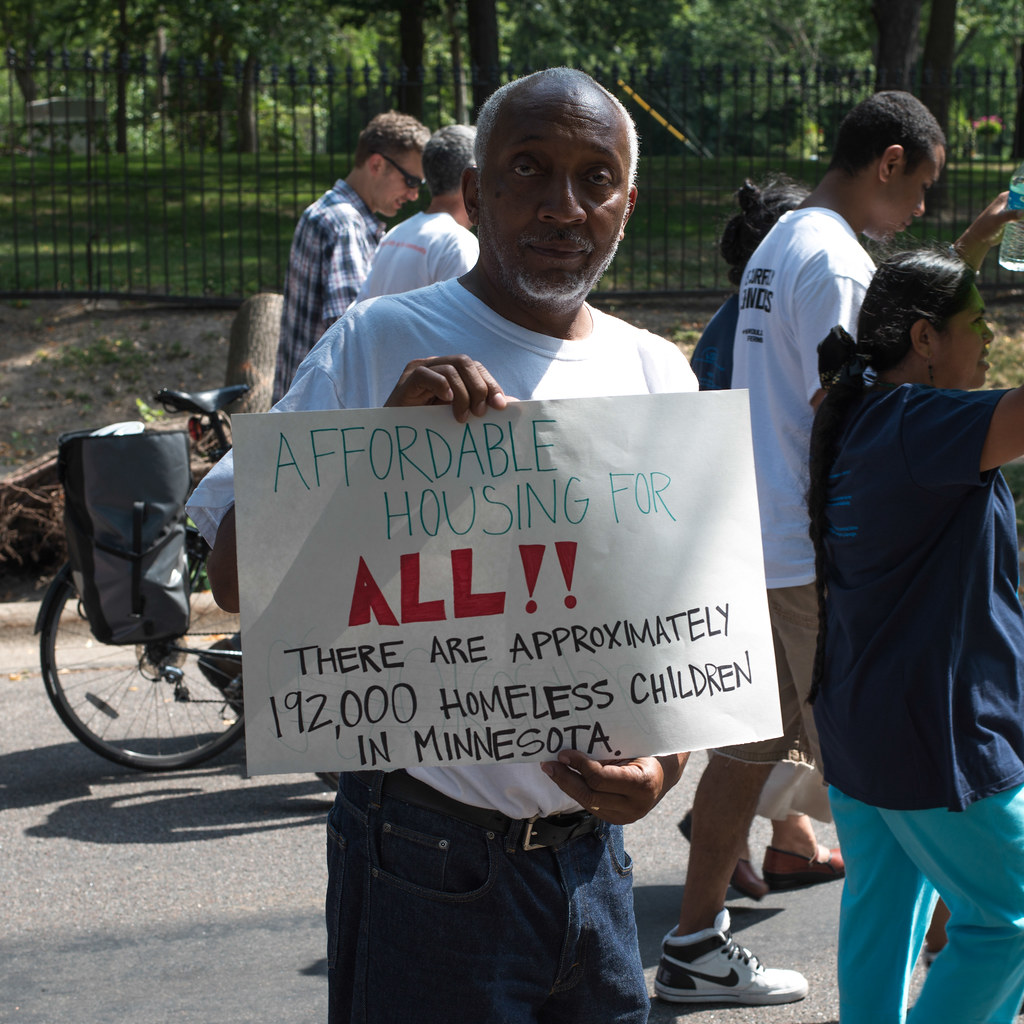 AFFORDABLE
HOUSING FOR
ALL!!
THERE ARE APPROXIMATELY
192,000 HOMELESS CHILDREN
IN MINNESOTA.